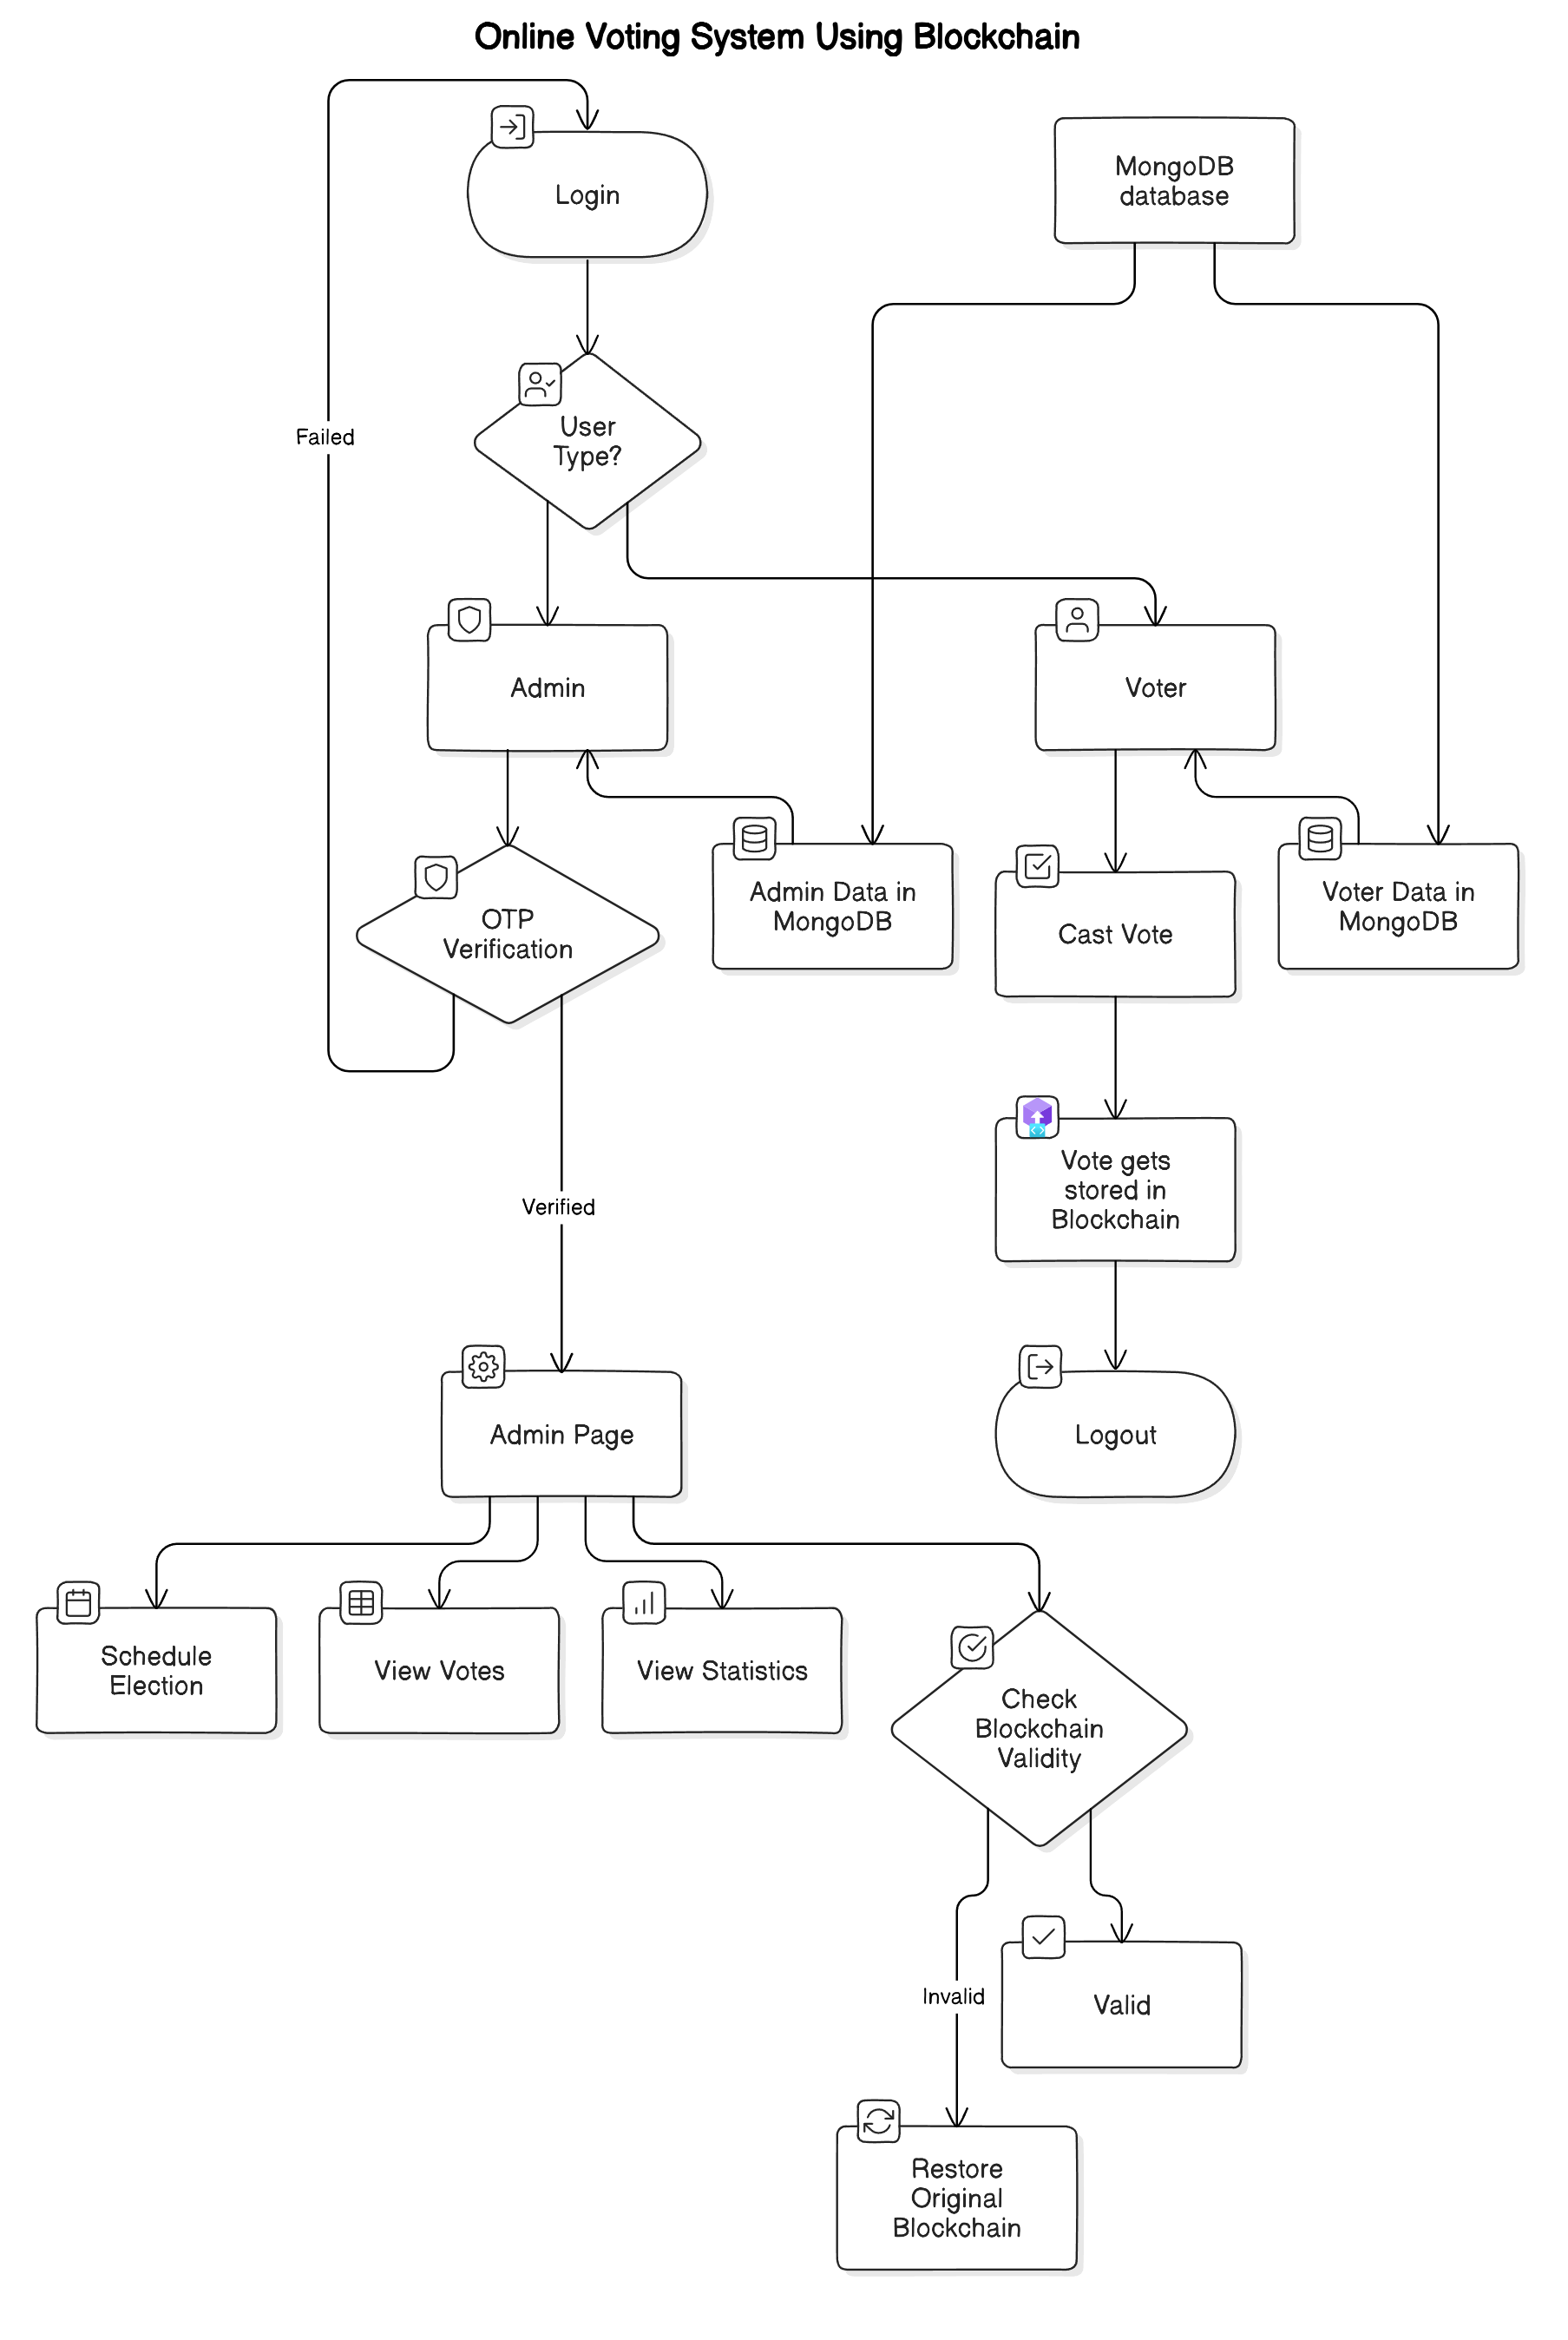 Online Voting System Using Blockchain
Login
MongoDB
database
User
Type?
Failed
Admin
Voter
OTP
Verification
Admin Data in
MongoDB
Cast Vote
Voter Data in
MongoDB
Vote gets
stored in
Blockchain
Verified
Admin Page
Logout
Schedule
Election
View Votes
View Statistics
Check
Blockchain
Validity
Invalid
Valid
Restore
Original
Blockchain